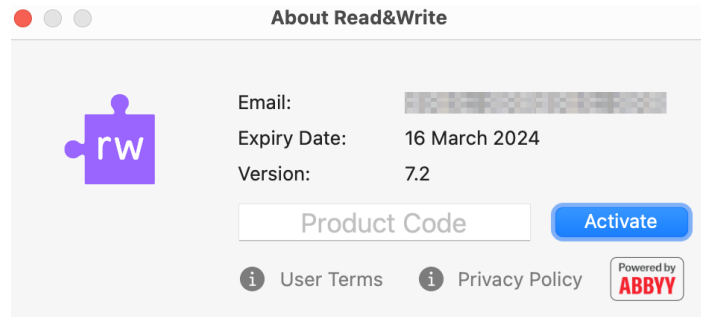 About Read&Write
rw
Email:
Expiry Date: 16 March 2024
Version: 7.2
Product Code Activate
i User Terms i Privacy Policy Powered by
ABBYY